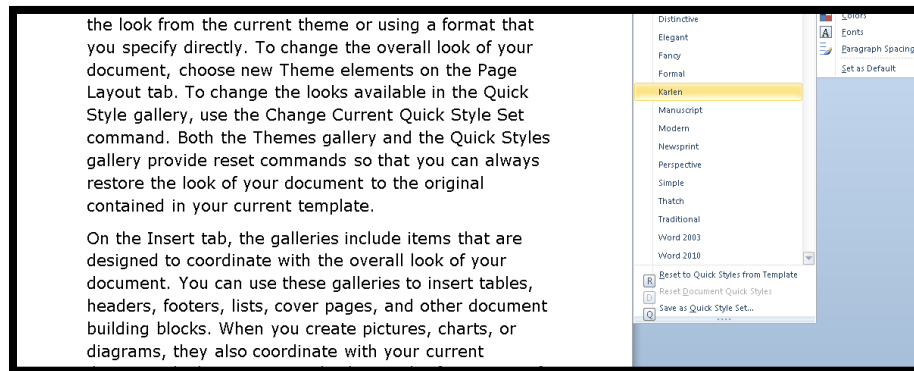 the look from the current theme or using a format that
you specify directly. To change the overall look of your
document, choose new Theme elements on the Page
Layout tab. To change the looks available in the Quick
Style gallery, use the Change Current Quick Style Set
command. Both the Themes gallery and the Quick Styles
gallery provide reset commands so that you can always
restore the look of your document to the original
contained in your current template.
On the Insert tab, the galleries include items that are
designed to coordinate with the overall look of your
document. You can use these galleries to insert tables,
headers, footers, lists, cover pages, and other document
building blocks. When you create pictures, charts, or
diagrams, they also coordinate with your current
Distinctive
Elegant
Fancy
Formal
Karlen
Manuscript
Modern
Newsprint
Perspective
Simple
Thatch
Traditional
Word 2003
Word 2010
R Reset to Quick Styles from Template
D Reset Document Quick Styles
Q Save as Quick Style Set...
Colors
A Fonts
Paragraph Spacing
Set as Default